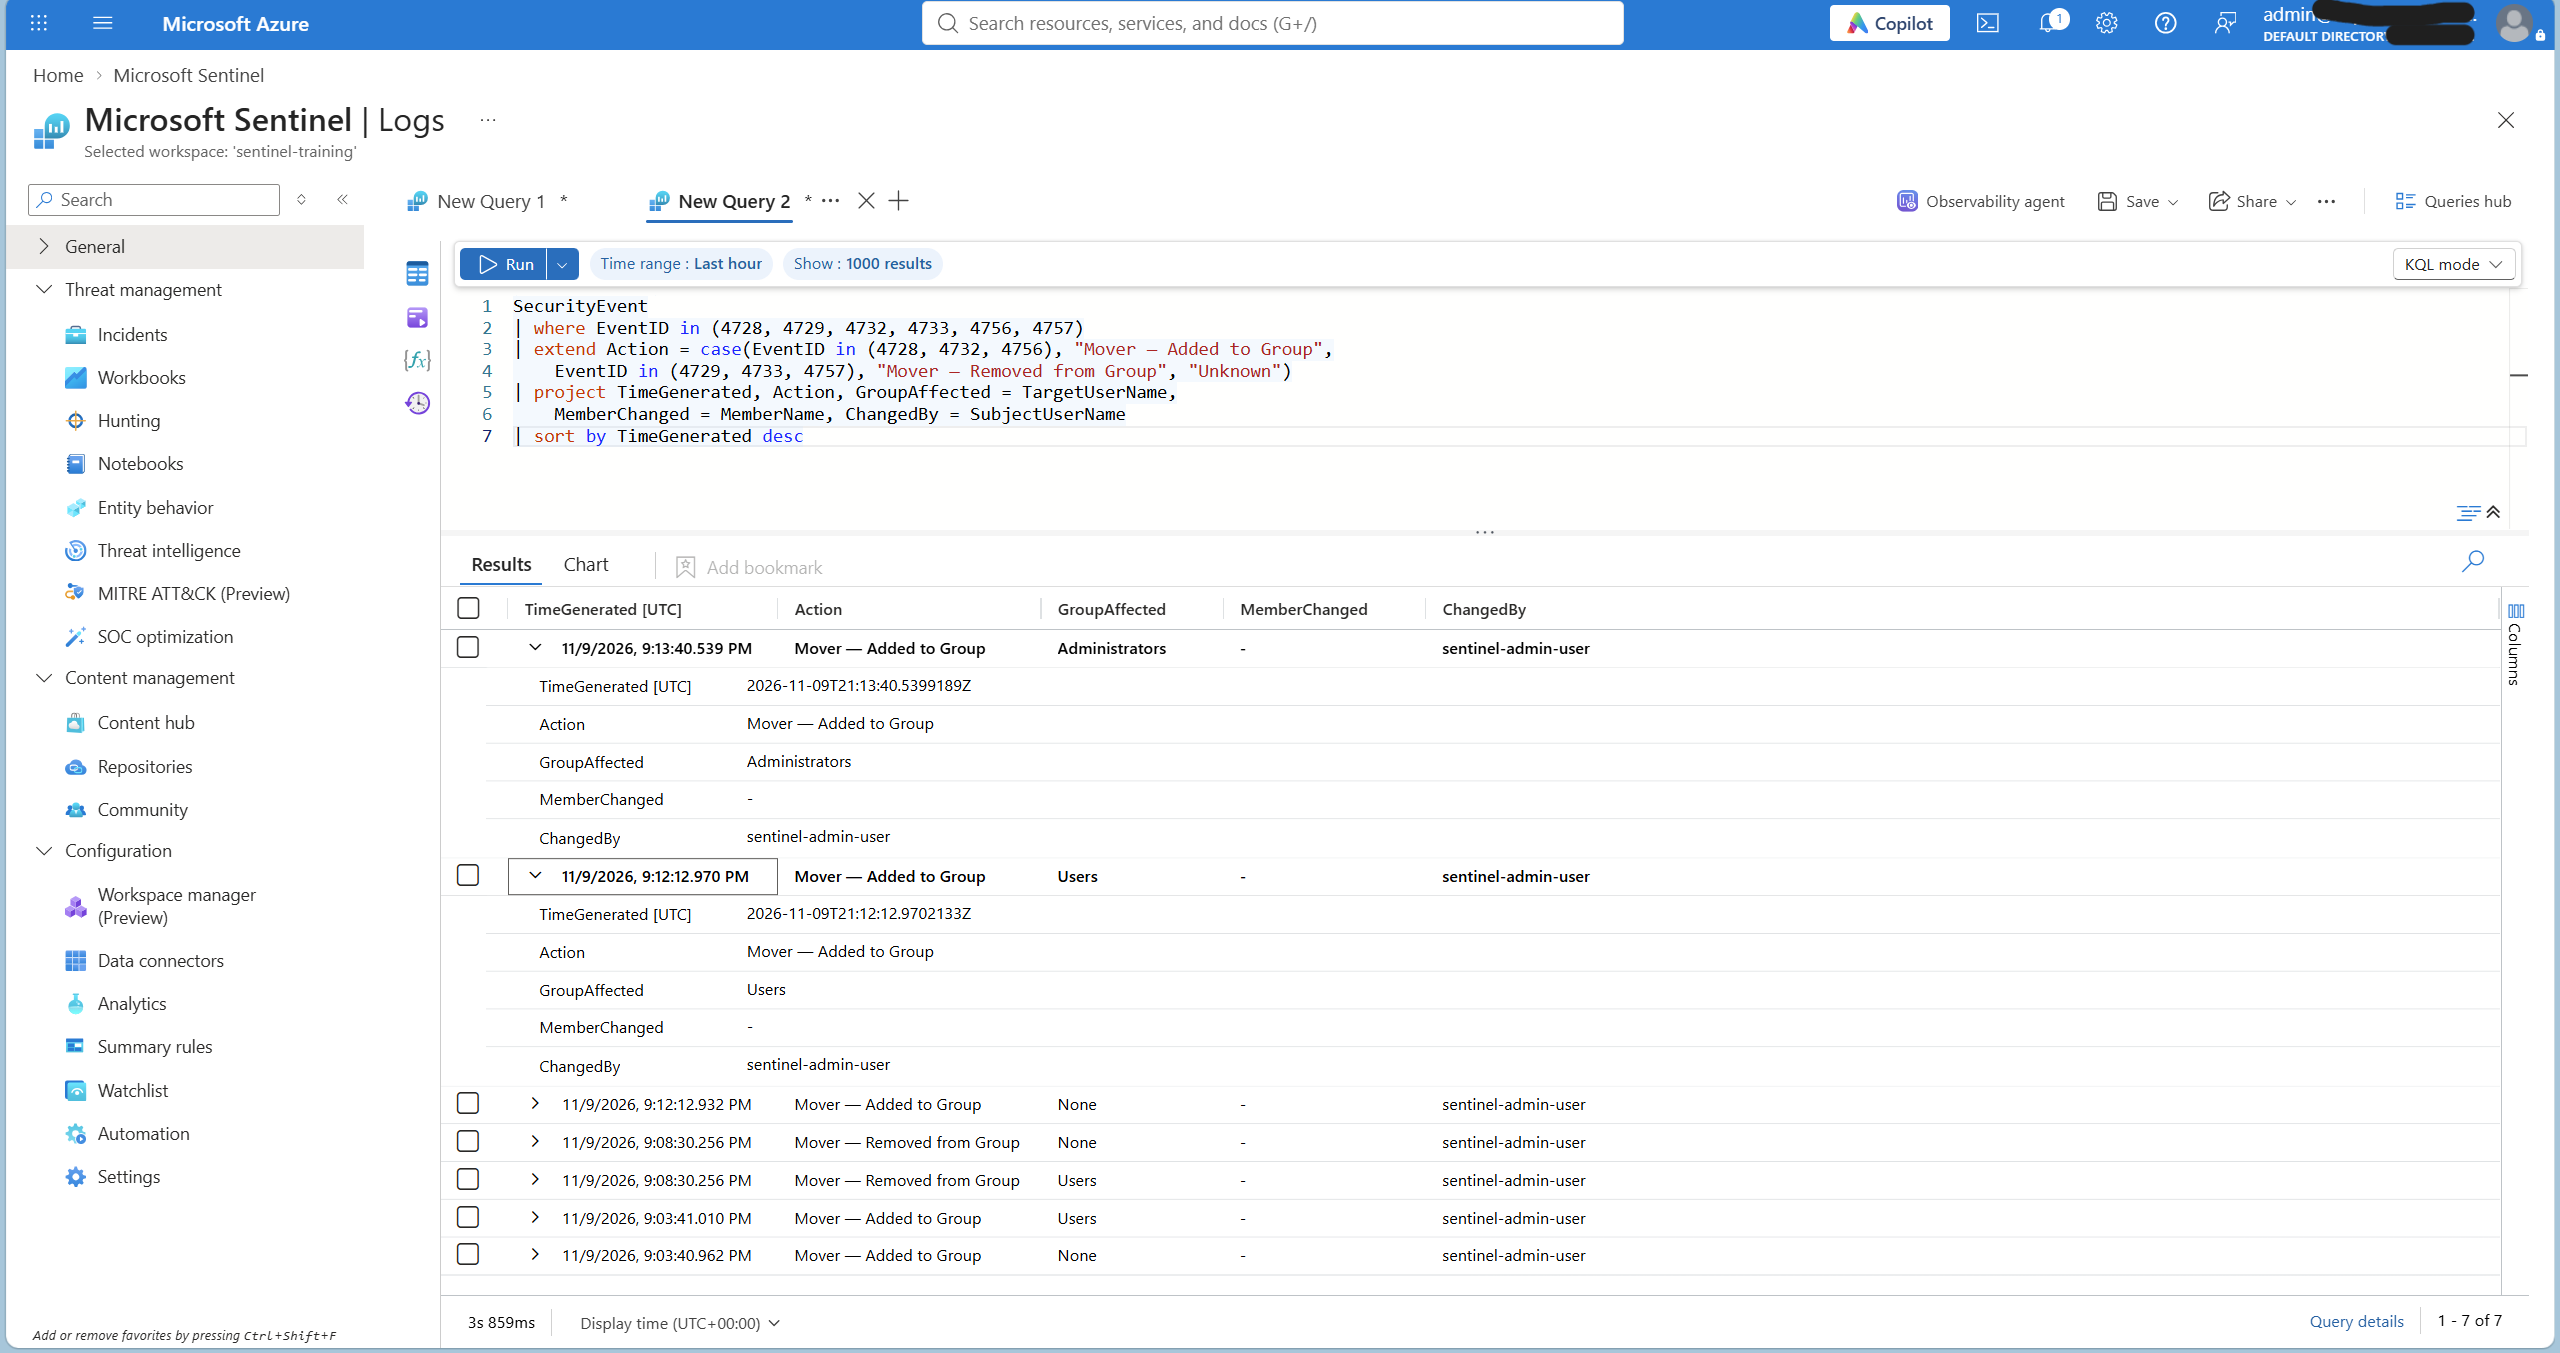 Microsoft Azure
Search resources, services, and docs (G+/)
Copilot
1
admin@
DEFAULT DIRECTOR
Home > Microsoft Sentinel
Microsoft Sentinel | Logs ...
Selected workspace: 'sentinel-training'
Search
General
Threat management
Incidents
Workbooks
Hunting
Notebooks
Entity behavior
Threat intelligence
MITRE ATT&CK (Preview)
SOC optimization
Content management
Content hub
Repositories
Community
Configuration
Workspace manager
(Preview)
Data connectors
Analytics
Summary rules
Watchlist
Automation
Settings
Add or remove favorites by pressing Ctrl+Shift+F
New Query 1 *
New Query 2 * ...
Observability agent
Save
Share
...
Queries hub
Run
Time range : Last hour
Show : 1000 results
KQL mode
1 SecurityEvent
2 | where EventID in (4728, 4729, 4732, 4733, 4756, 4757)
3 | extend Action = case(EventID in (4728, 4732, 4756), "Mover — Added to Group",
4 EventID in (4729, 4733, 4757), "Mover — Removed from Group", "Unknown")
5 | project TimeGenerated, Action, GroupAffected = TargetUserName,
6 MemberChanged = MemberName, ChangedBy = SubjectUserName
7 | sort by TimeGenerated desc
Results
Chart
Add bookmark
TimeGenerated [UTC] Action GroupAffected MemberChanged ChangedBy
11/9/2026, 9:13:40.539 PM Mover — Added to Group Administrators - sentinel-admin-user
TimeGenerated [UTC] 2026-11-09T21:13:40.5399189Z
Action Mover — Added to Group
GroupAffected Administrators
MemberChanged -
ChangedBy sentinel-admin-user
11/9/2026, 9:12:12.970 PM Mover — Added to Group Users - sentinel-admin-user
TimeGenerated [UTC] 2026-11-09T21:12:12.9702133Z
Action Mover — Added to Group
GroupAffected Users
MemberChanged -
ChangedBy sentinel-admin-user
11/9/2026, 9:12:12.932 PM Mover — Added to Group None - sentinel-admin-user
11/9/2026, 9:08:30.256 PM Mover — Removed from Group None - sentinel-admin-user
11/9/2026, 9:08:30.256 PM Mover — Removed from Group Users - sentinel-admin-user
11/9/2026, 9:03:41.010 PM Mover — Added to Group Users - sentinel-admin-user
11/9/2026, 9:03:40.962 PM Mover — Added to Group None - sentinel-admin-user
Columns
3s 859ms
Display time (UTC+00:00)
Query details
1 - 7 of 7